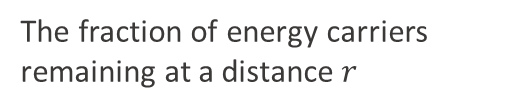 The fraction of energy carriers
remaining at a distance r